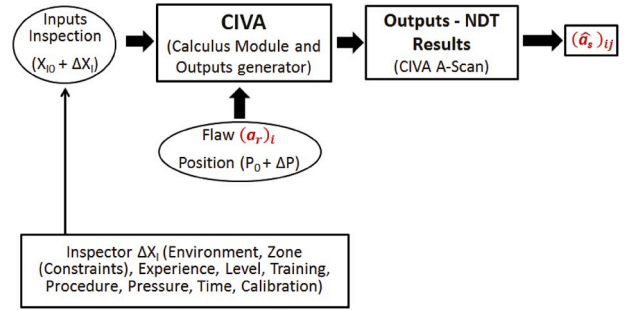 Inputs
Inspection
(X_I0 + ΔX_I)
CIVA
(Calculus Module and
Outputs generator)
Outputs - NDT
Results
(CIVA A-Scan)
(â_s)_ij
Flaw (a_r)_i
Position (P_0 + ΔP)
Inspector ΔX_I (Environment, Zone
(Constraints), Experience, Level, Training,
Procedure, Pressure, Time, Calibration)